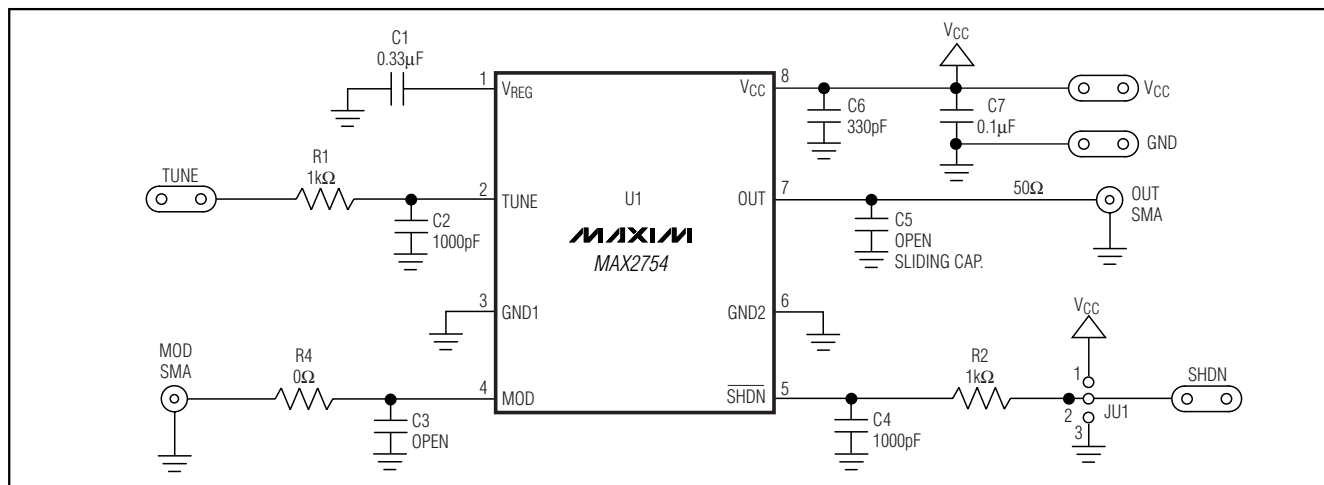 C1
0.33µF
1
VREG
TUNE
R1
1kΩ
2
TUNE
C2
1000pF
3
GND1
MOD
SMA
R4
0Ω
4
MOD
C3
OPEN
U1
MAXIM
MAX2754
VCC
8
VCC
C6
330pF
C7
0.1µF
VCC
GND
OUT
7
50Ω
OUT
SMA
C5
OPEN
SLIDING CAP.
GND2
6
VCC
SHDN
5
R2
1kΩ
C4
1000pF
1
2
3
JU1
SHDN